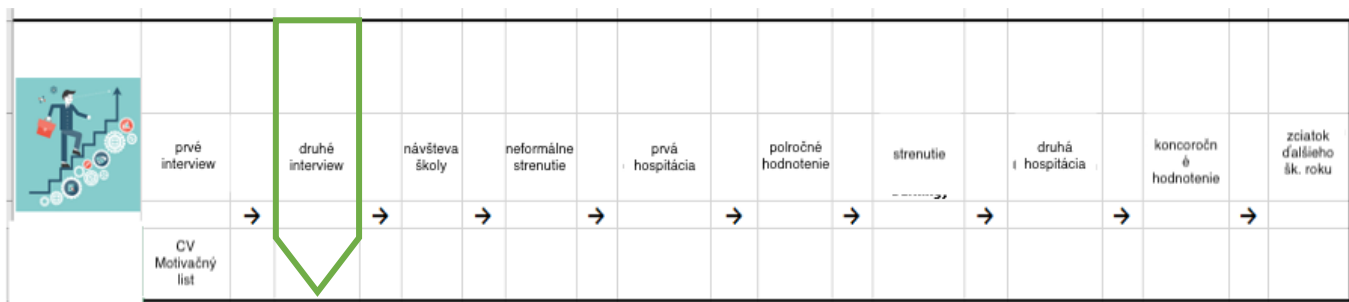 prvé
interview
druhé
interview
návšteva
školy
neformálne
strenutie
prvá
hospitácia
polročné
hodnotenie
strenutie
druhá
hospitácia
koncoročn
é
hodnotenie
zciatok
ďalšieho
šk. roku
→ → → → → → → → →
CV
Motivačný
list